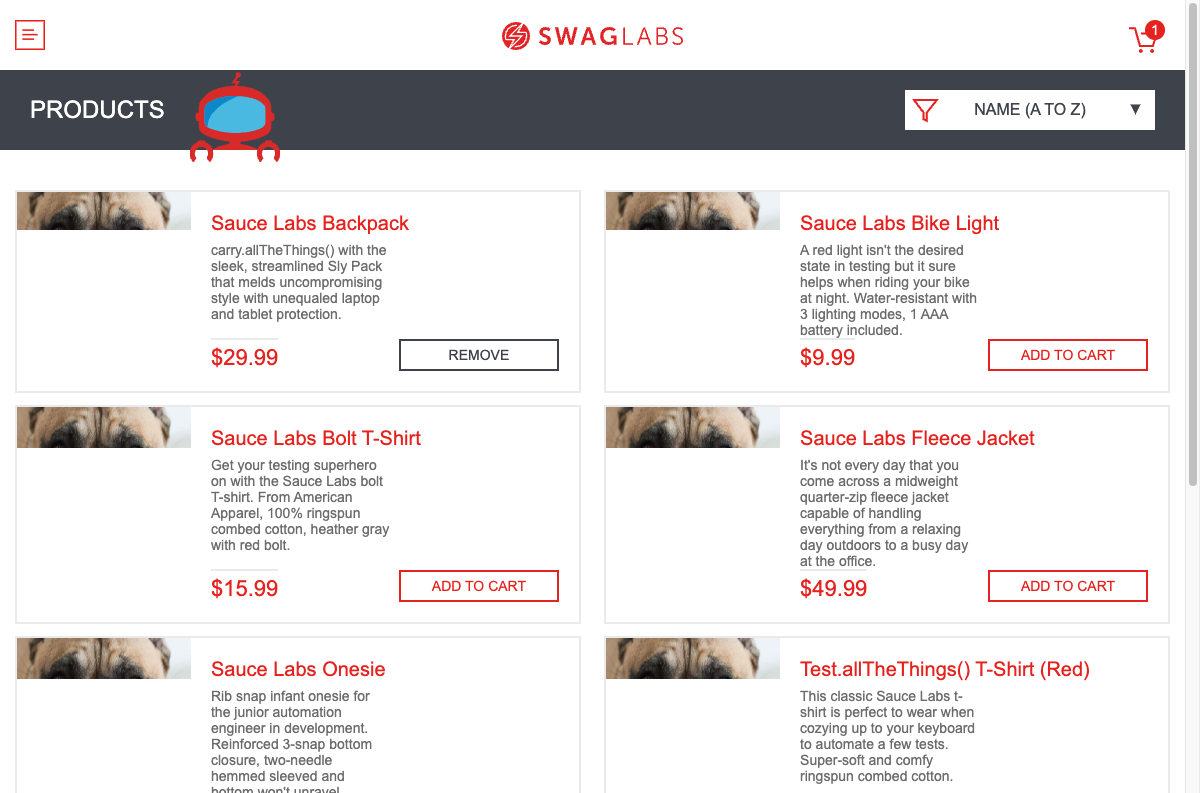 SWAGLABS
1
PRODUCTS
NAME (A TO Z) ▼
Sauce Labs Backpack
carry.allTheThings() with the
sleek, streamlined Sly Pack
that melds uncompromising
style with unequaled laptop
and tablet protection.
$29.99
REMOVE
Sauce Labs Bike Light
A red light isn't the desired
state in testing but it sure
helps when riding your bike
at night. Water-resistant with
3 lighting modes, 1 AAA
battery included.
$9.99
ADD TO CART
Sauce Labs Bolt T-Shirt
Get your testing superhero
on with the Sauce Labs bolt
T-shirt. From American
Apparel, 100% ringspun
combed cotton, heather gray
with red bolt.
$15.99
ADD TO CART
Sauce Labs Fleece Jacket
It's not every day that you
come across a midweight
quarter-zip fleece jacket
capable of handling
everything from a relaxing
day outdoors to a busy day
at the office.
$49.99
ADD TO CART
Sauce Labs Onesie
Rib snap infant onesie for
the junior automation
engineer in development.
Reinforced 3-snap bottom
closure, two-needle
hemmed sleeved and
bottom won't unravel
Test.allTheThings() T-Shirt (Red)
This classic Sauce Labs t-
shirt is perfect to wear when
cozying up to your keyboard
to automate a few tests.
Super-soft and comfy
ringspun combed cotton.